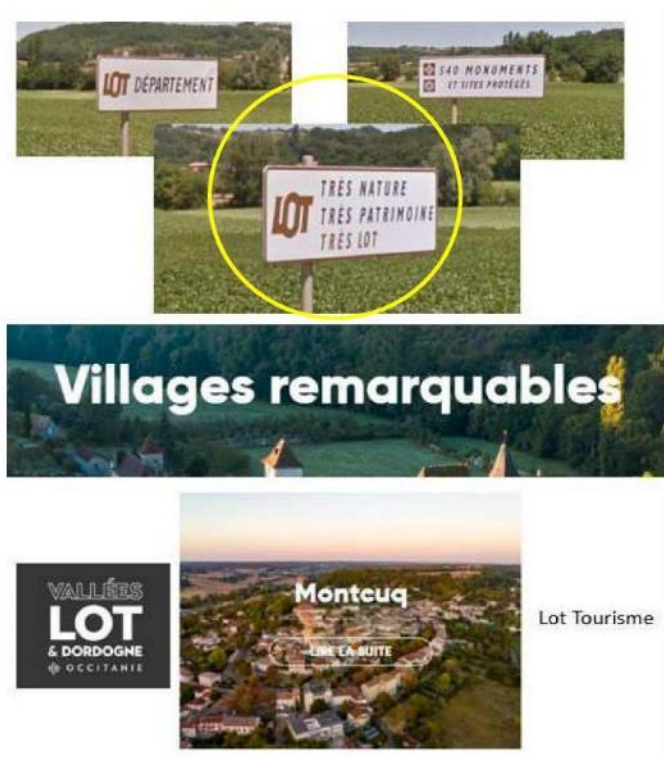 LOT DÉPARTEMENT
540 MONUMENTS
ET SITES PROTÉGÉS
LOT
TRÈS NATURE
TRÈS PATRIMOINE
TRÈS LOT
Villages remarquables
VALLÉES
LOT
& DORDOGNE
OCCITANIE
Montcuq
LIRE LA SUITE
Lot Tourisme